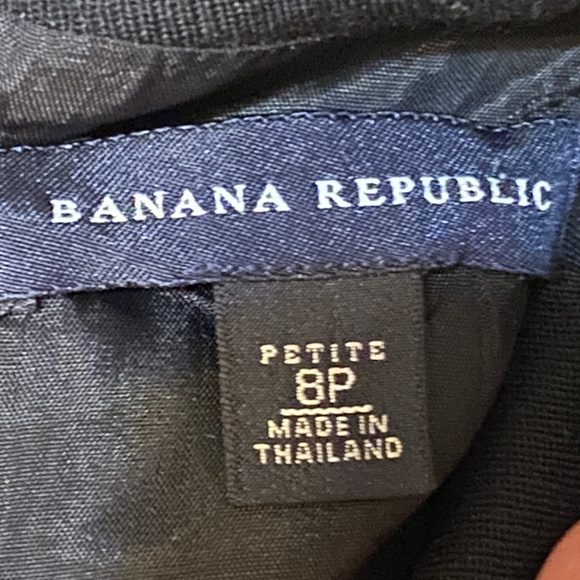 BANANA REPUBLIC
PETITE
8P
MADE IN
THAILAND